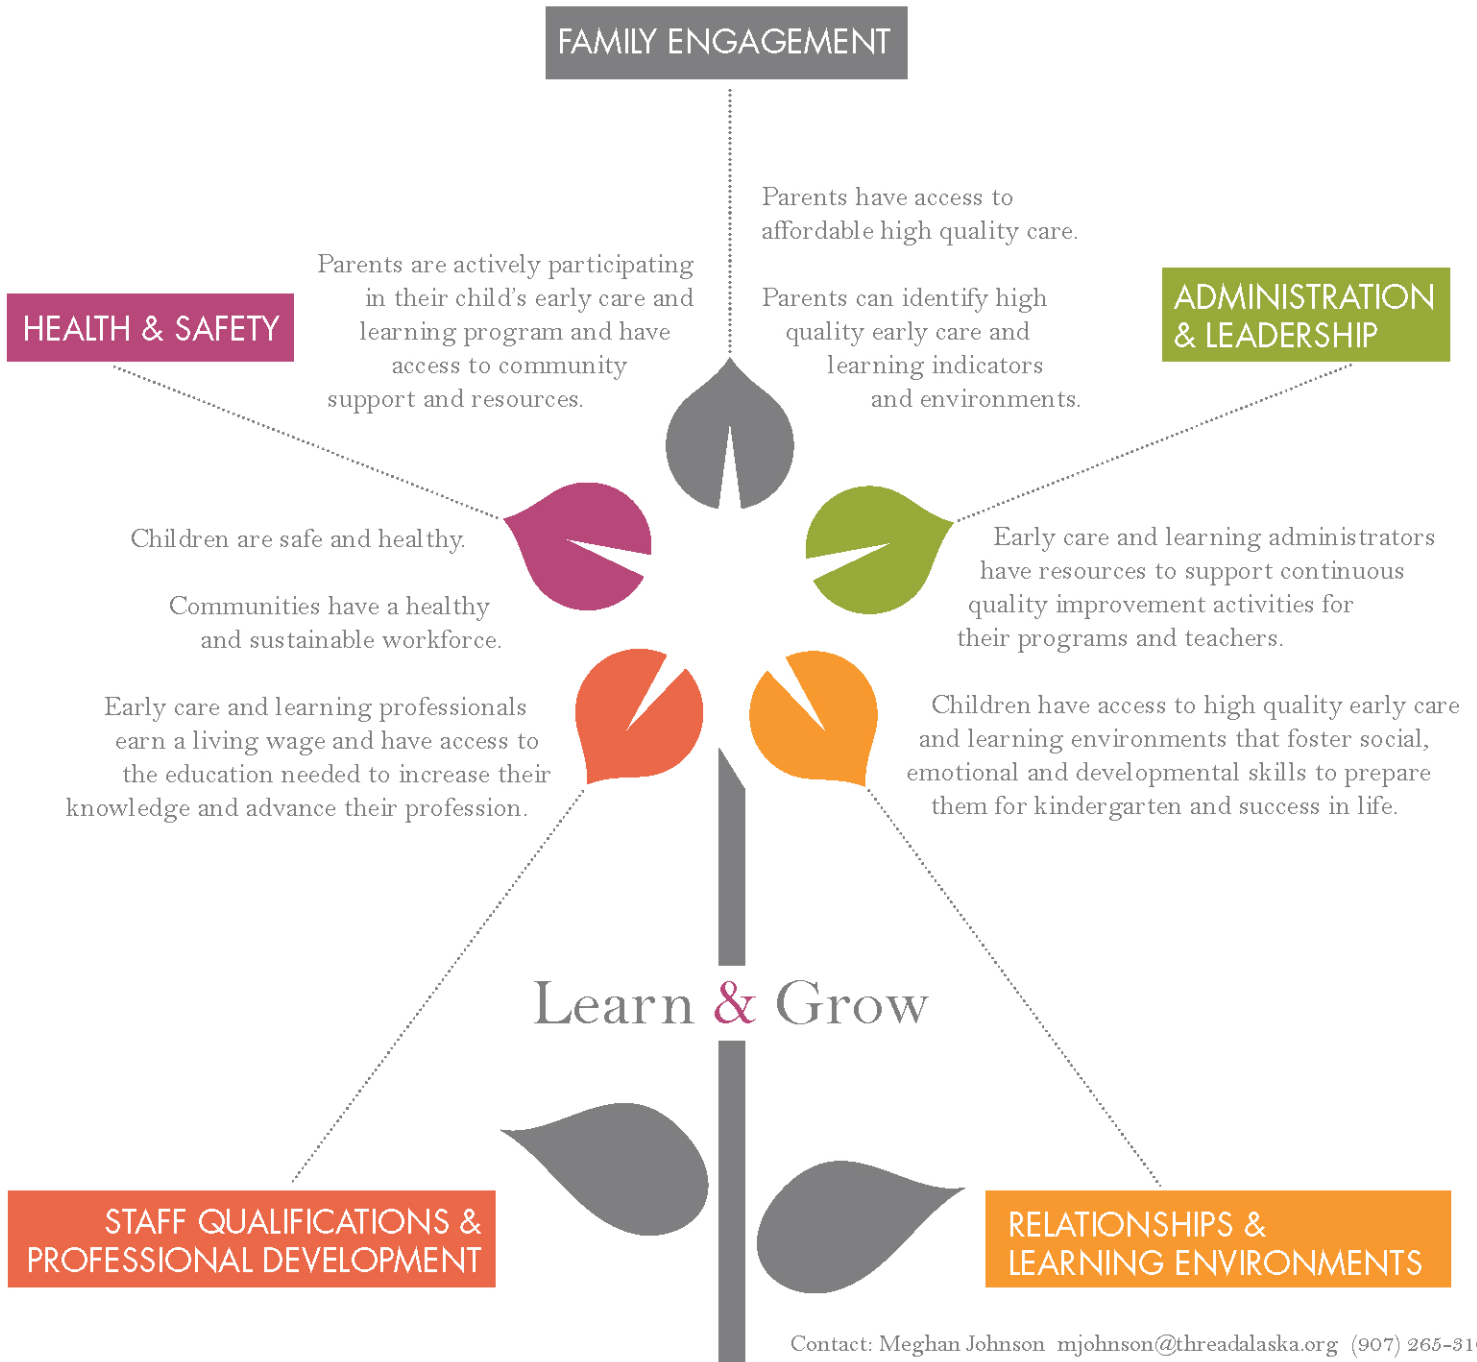 FAMILY ENGAGEMENT
Parents have access to
affordable high quality care.
Parents can identify high
quality early care and
learning indicators
and environments.
Parents are actively participating
in their child's early care and
learning program and have
access to community
support and resources.
HEALTH & SAFETY
ADMINISTRATION
& LEADERSHIP
Children are safe and healthy.
Communities have a healthy
and sustainable workforce.
Early care and learning administrators
have resources to support continuous
quality improvement activities for
their programs and teachers.
Early care and learning professionals
earn a living wage and have access to
the education needed to increase their
knowledge and advance their profession.
Children have access to high quality early care
and learning environments that foster social,
emotional and developmental skills to prepare
them for kindergarten and success in life.
Learn & Grow
STAFF QUALIFICATIONS &
PROFESSIONAL DEVELOPMENT
RELATIONSHIPS &
LEARNING ENVIRONMENTS
Contact: Meghan Johnson mjohnson@threadalaska.org (907)